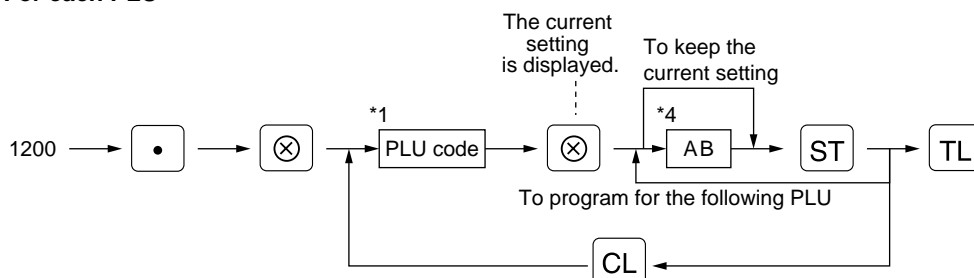 For each PLU
The current
setting
is displayed.
To keep the
current setting
*1
*4
1200
•
⊗
PLU code
⊗
AB
ST
TL
To program for the following PLU
CL